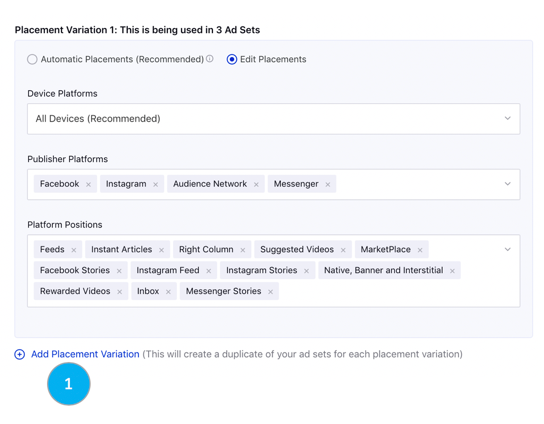 Placement Variation 1: This is being used in 3 Ad Sets
Automatic Placements (Recommended) Edit Placements
Device Platforms
All Devices (Recommended)
Publisher Platforms
Facebook × Instagram × Audience Network × Messenger ×
Platform Positions
Feeds × Instant Articles × Right Column × Suggested Videos × MarketPlace ×
Facebook Stories × Instagram Feed × Instagram Stories × Native, Banner and Interstitial ×
Rewarded Videos × Inbox × Messenger Stories ×
Add Placement Variation (This will create a duplicate of your ad sets for each placement variation)
1